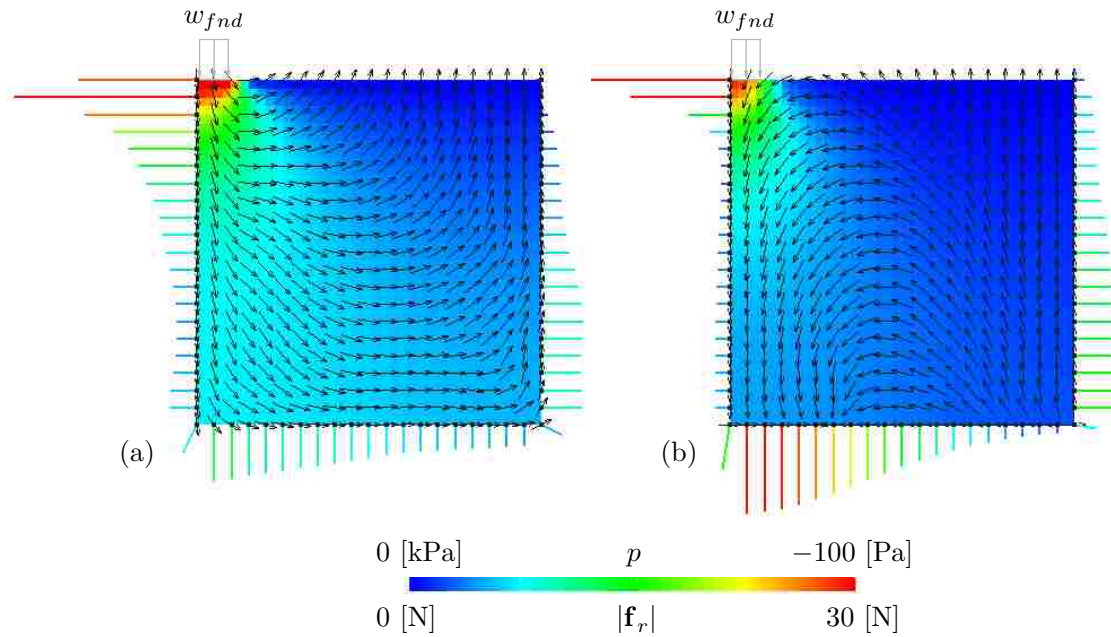 w_{fnd} w_{fnd}
(a) (b)
0 [kPa] p −100 [Pa]
0 [N] |f_r| 30 [N]